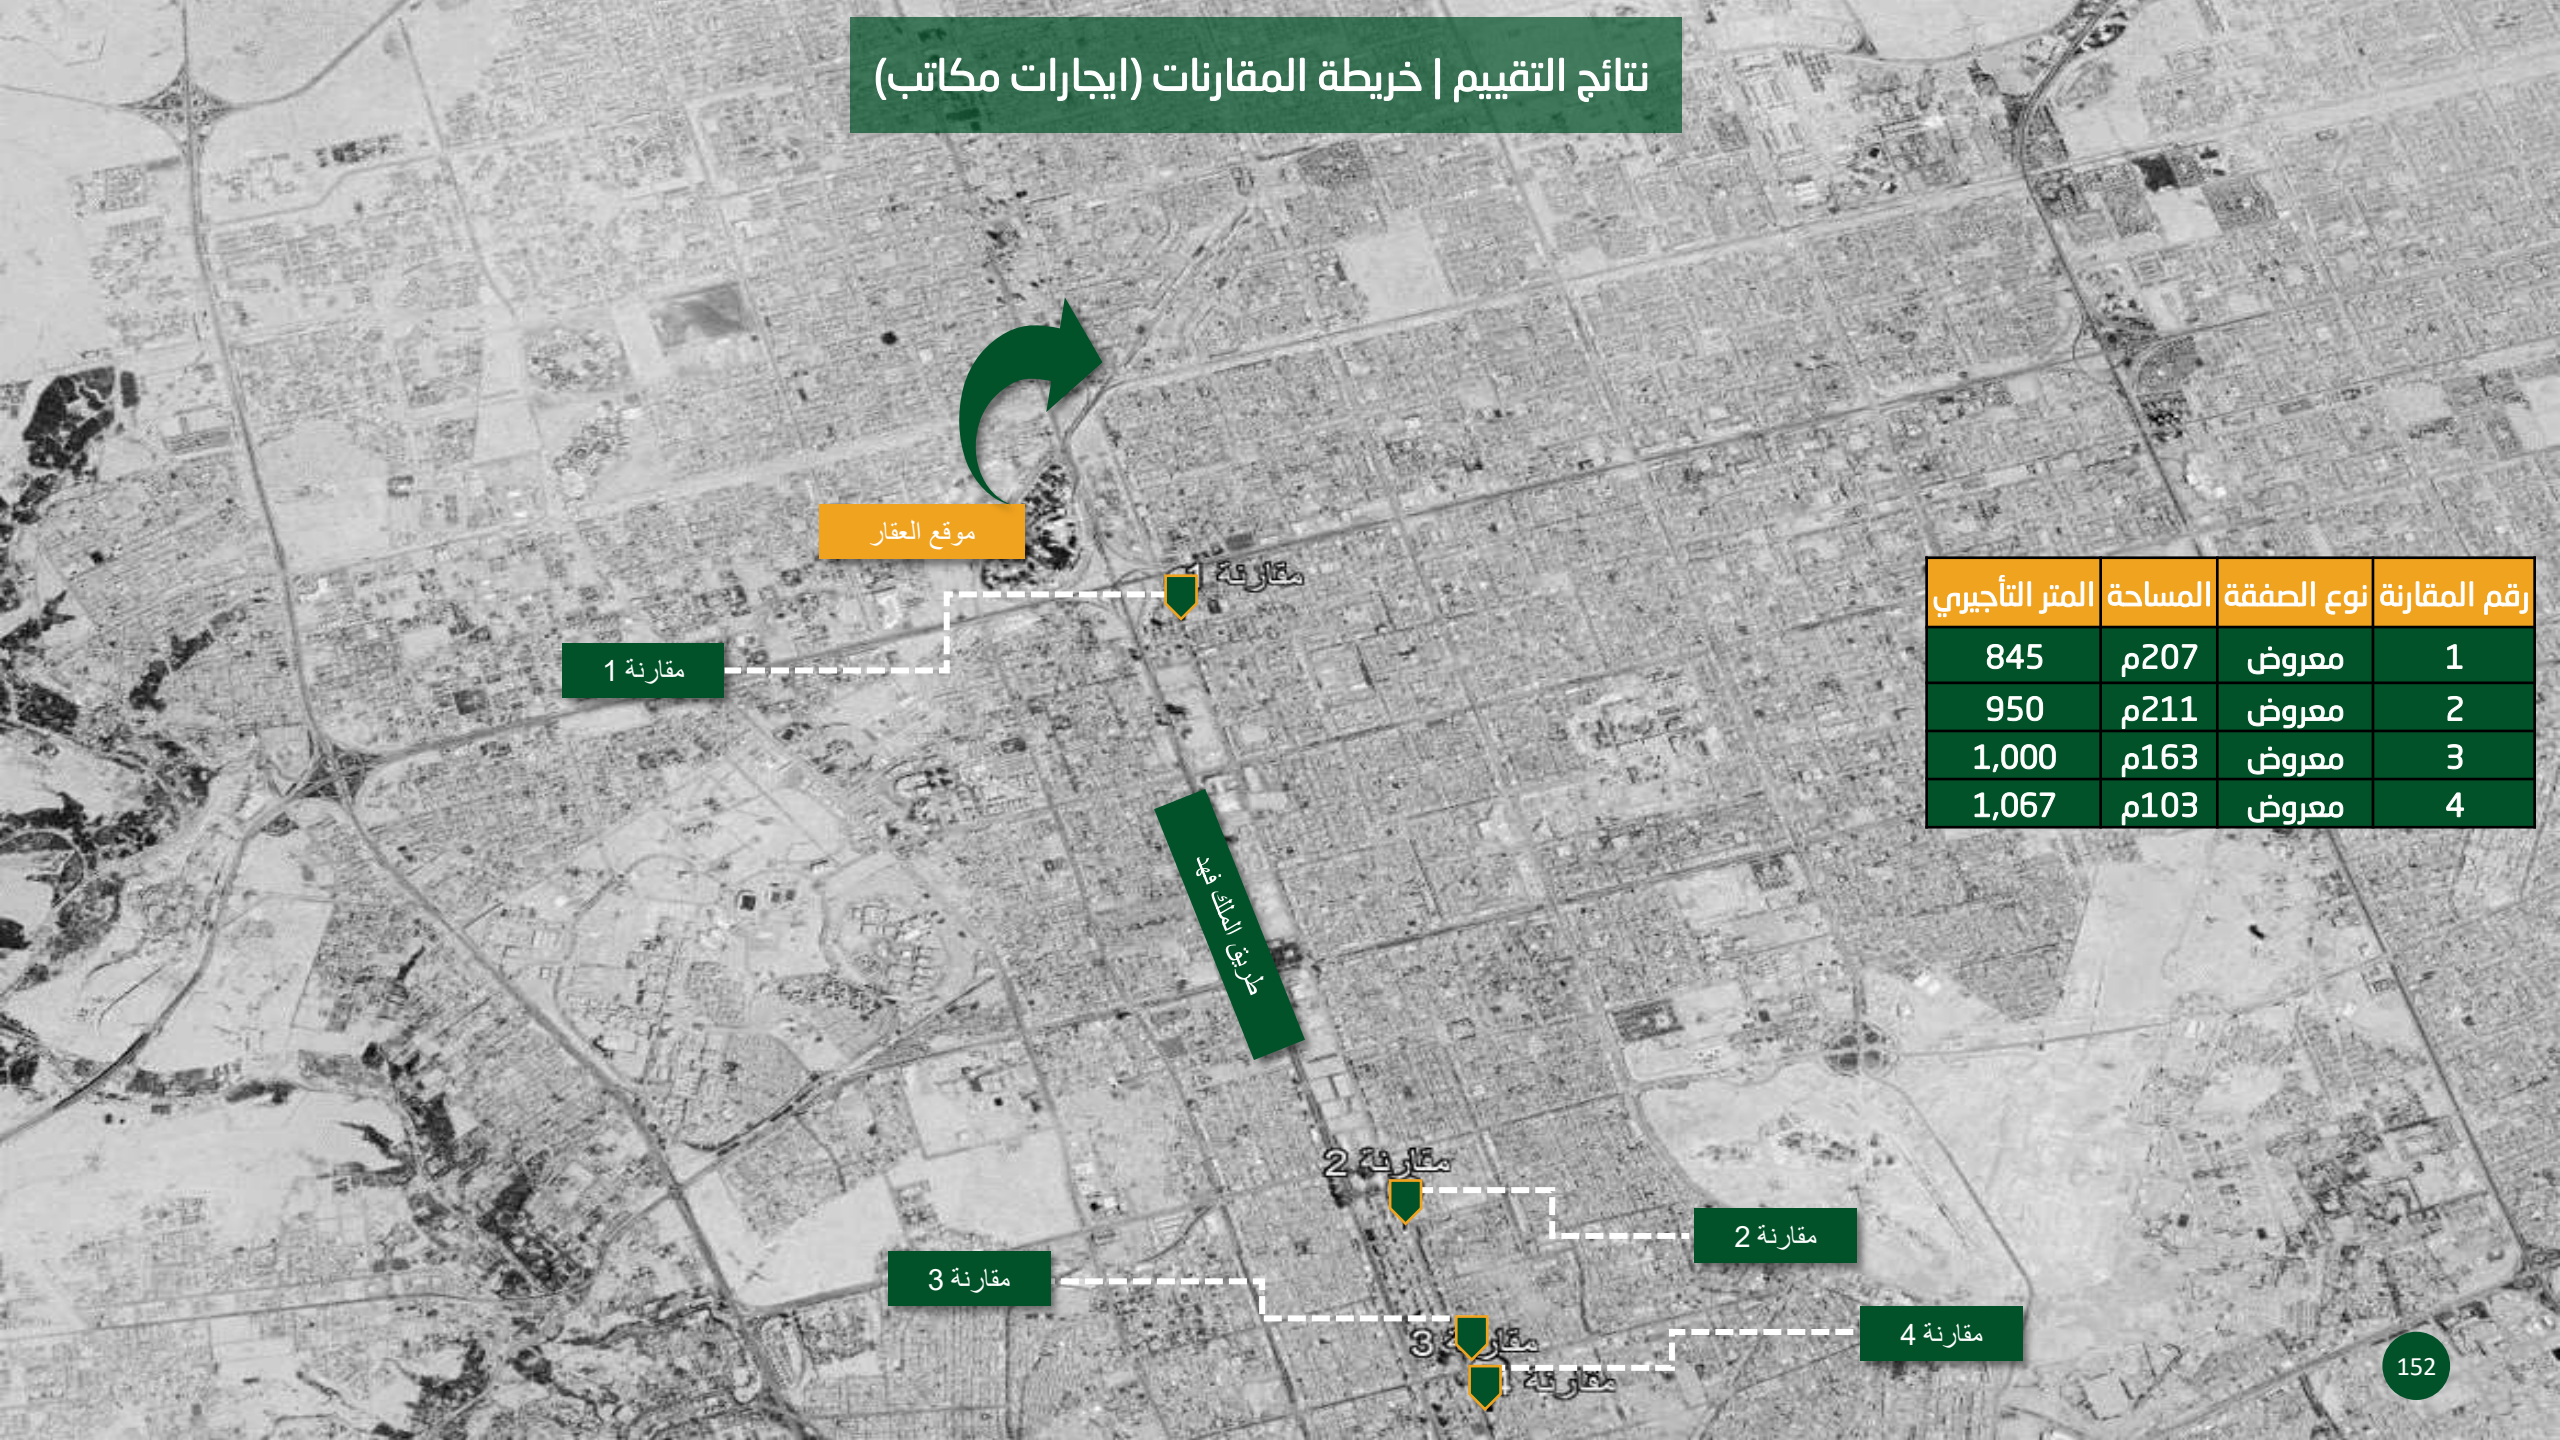 نتائج التقييم | خريطة المقارنات (ايجارات مكاتب)
موقع العقار
مقارنة 1
مقارنة 1
رقم المقارنة نوع الصفقة المساحة المتر التأجيري
1 معروض 207م 845
2 معروض 211م 950
3 معروض 163م 1,000
4 معروض 103م 1,067
طريق الملك فهد
مقارنة 2
مقارنة 2
مقارنة 3
مقارنة 3
مقارنة 4
مقارنة 4
152